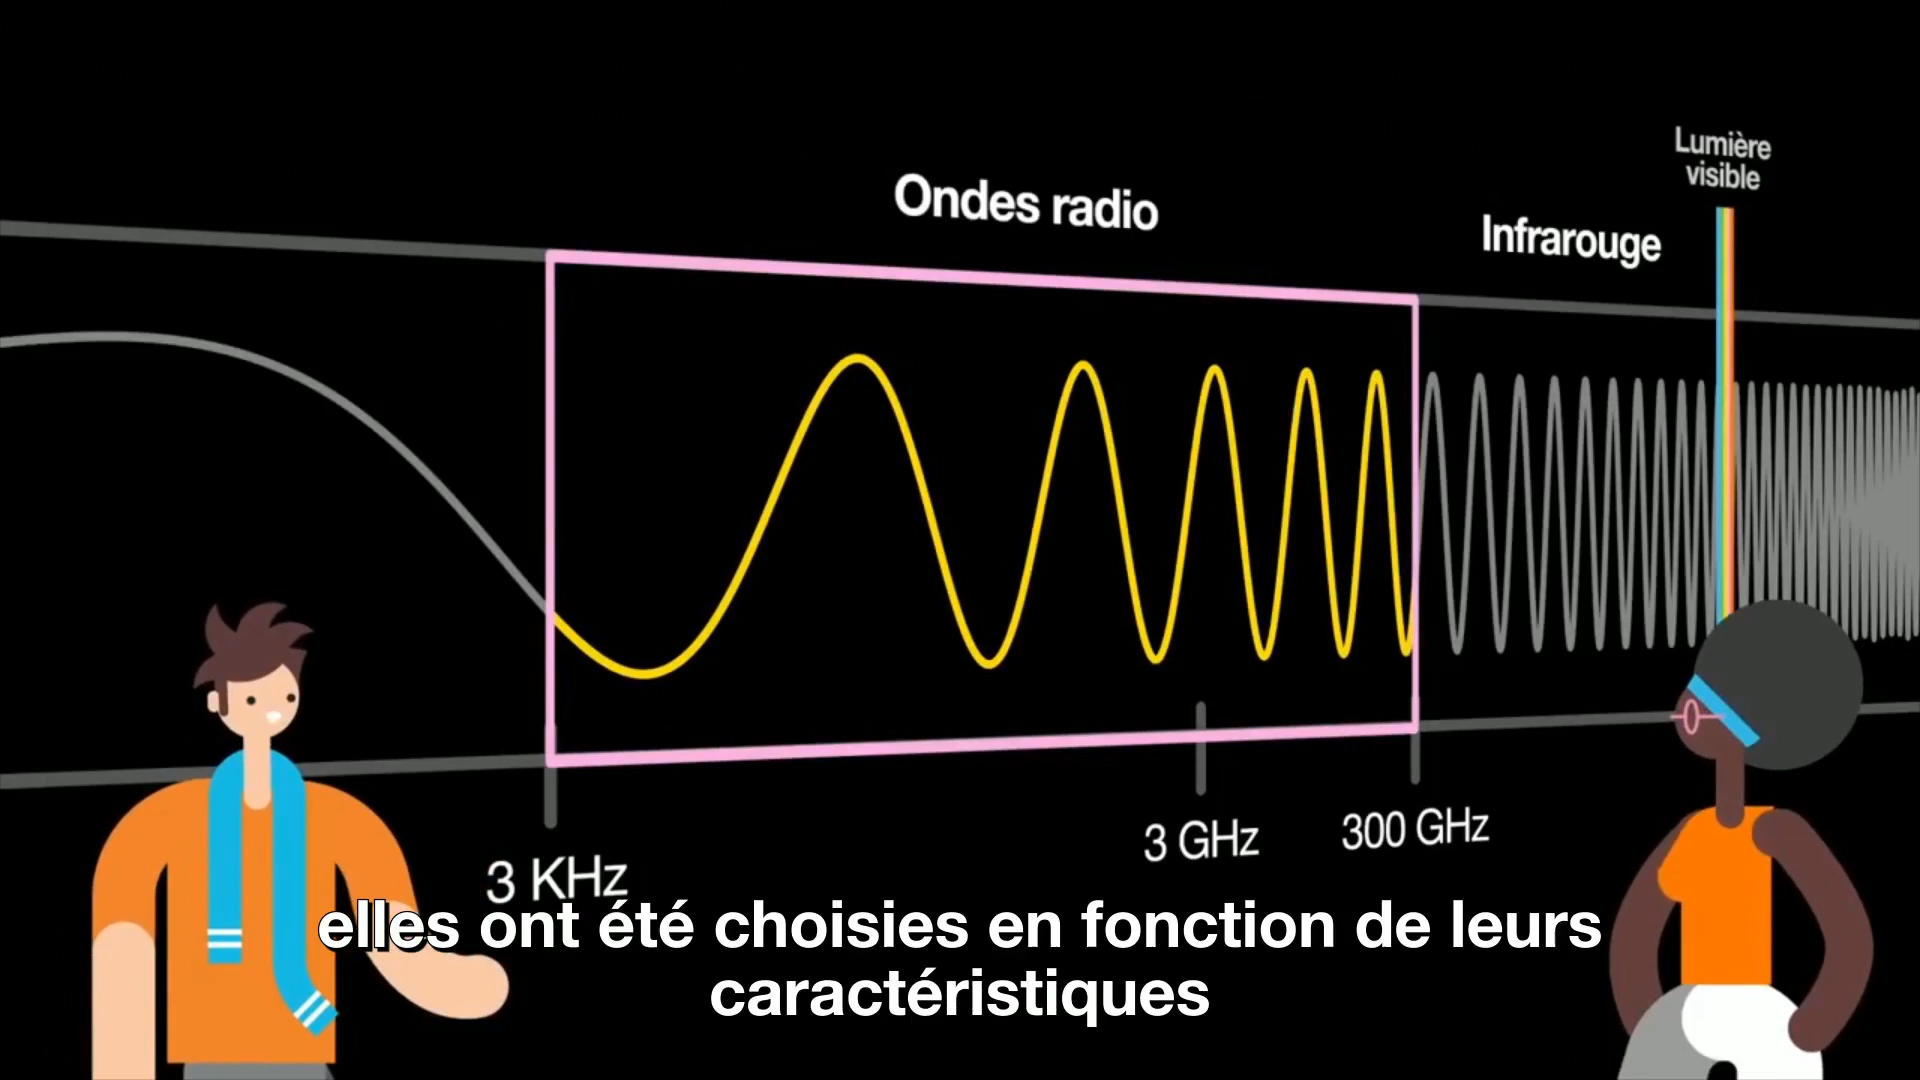 Lumière
visible
Ondes radio
Infrarouge
3 GHz
300 GHz
3 KHz
elles ont été choisies en fonction de leurs
caractéristiques